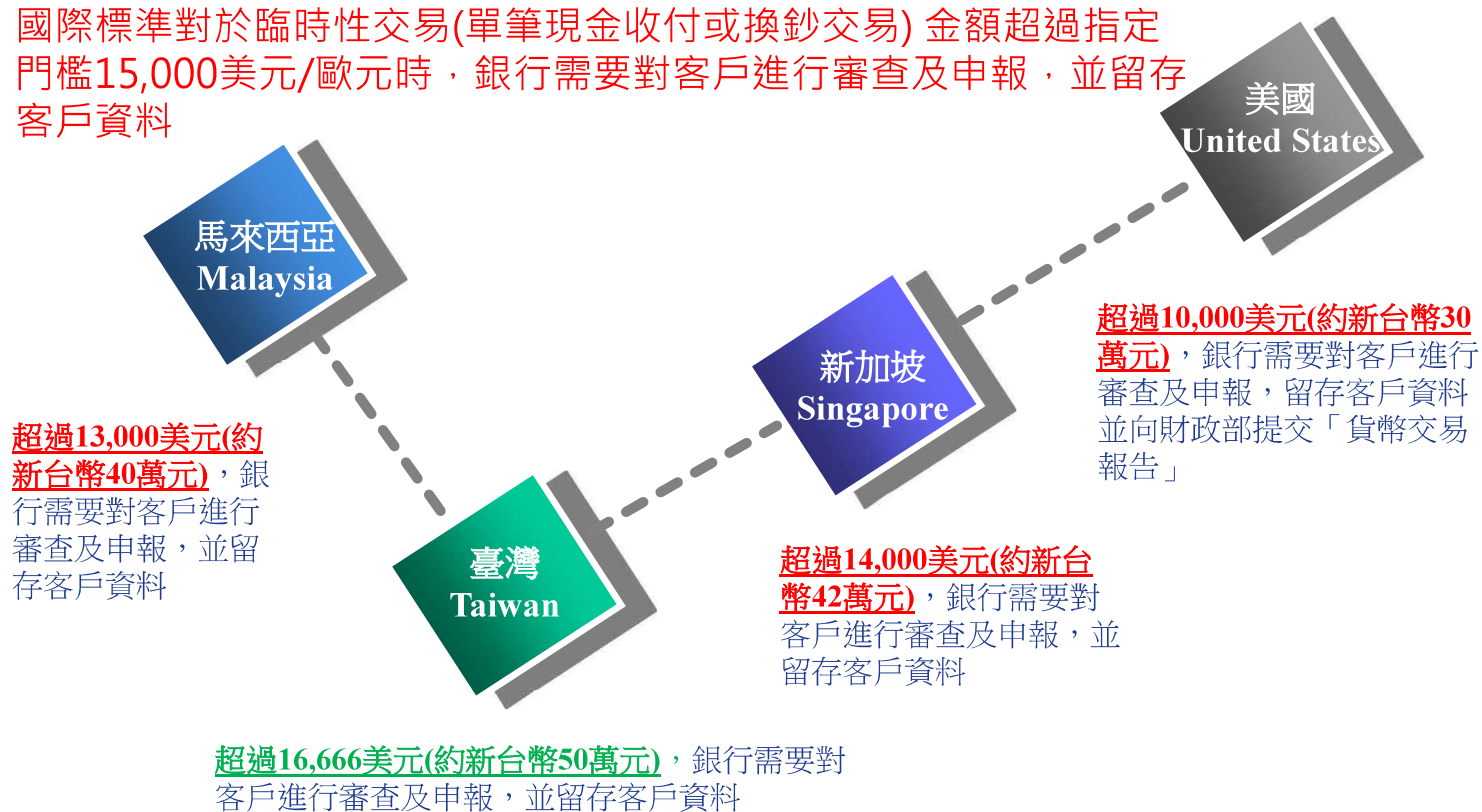 國際標準對於臨時性交易(單筆現金收付或換鈔交易) 金額超過指定
門檻15,000美元/歐元時，銀行需要對客戶進行審查及申報，並留存
客戶資料
美國
United States
馬來西亞
Malaysia
新加坡
Singapore
臺灣
Taiwan
超過10,000美元(約新台幣30
萬元)，銀行需要對客戶進行
審查及申報，留存客戶資料
並向財政部提交「貨幣交易
報告」
超過13,000美元(約
新台幣40萬元)，銀
行需要對客戶進行
審查及申報，並留
存客戶資料
超過14,000美元(約新台
幣42萬元)，銀行需要對
客戶進行審查及申報，並
留存客戶資料
超過16,666美元(約新台幣50萬元)，銀行需要對
客戶進行審查及申報，並留存客戶資料